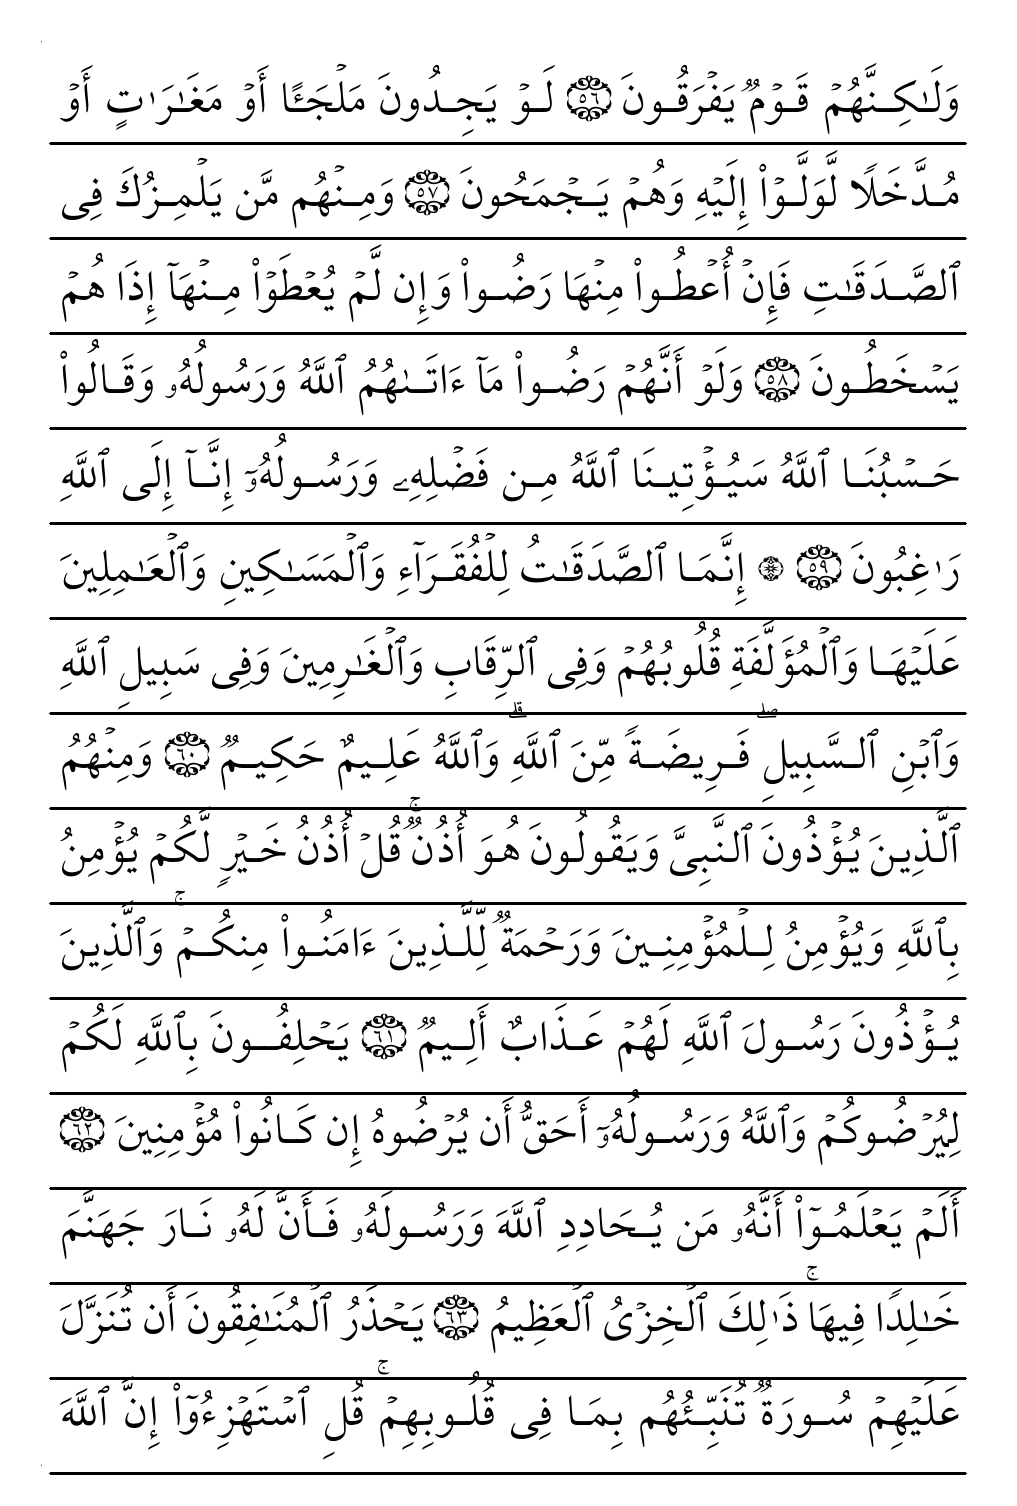 وَلَـٰكِنَّهُمۡ قَوۡمٞ يَفۡرَقُونَ ٥٦ لَوۡ يَجِدُونَ مَلۡجَـًٔا أَوۡ مَغَٰرَٰتٍ أَوۡ
مُدَّخَلًا لَّوَلَّوۡاْ إِلَيۡهِ وَهُمۡ يَجۡمَحُونَ ٥٧ وَمِنۡهُم مَّن يَلۡمِزُكَ فِي
ٱلصَّدَقَٰتِ فَإِنۡ أُعۡطُواْ مِنۡهَا رَضُواْ وَإِن لَّمۡ يُعۡطَوۡاْ مِنۡهَآ إِذَا هُمۡ
يَسۡخَطُونَ ٥٨ وَلَوۡ أَنَّهُمۡ رَضُواْ مَآ ءَاتَىٰهُمُ ٱللَّهُ وَرَسُولُهُۥ وَقَالُواْ
حَسۡبُنَا ٱللَّهُ سَيُؤۡتِينَا ٱللَّهُ مِن فَضۡلِهِۦ وَرَسُولُهُۥٓ إِنَّآ إِلَى ٱللَّهِ
رَٰغِبُونَ ٥٩ ۞ إِنَّمَا ٱلصَّدَقَٰتُ لِلۡفُقَرَآءِ وَٱلۡمَسَٰكِينِ وَٱلۡعَٰمِلِينَ
عَلَيۡهَا وَٱلۡمُؤَلَّفَةِ قُلُوبُهُمۡ وَفِي ٱلرِّقَابِ وَٱلۡغَٰرِمِينَ وَفِي سَبِيلِ ٱللَّهِ
وَٱبۡنِ ٱلسَّبِيلِۖ فَرِيضَةٗ مِّنَ ٱللَّهِۗ وَٱللَّهُ عَلِيمٌ حَكِيمٞ ٦٠ وَمِنۡهُمُ
ٱلَّذِينَ يُؤۡذُونَ ٱلنَّبِيَّ وَيَقُولُونَ هُوَ أُذُنٞۚ قُلۡ أُذُنُ خَيۡرٖ لَّكُمۡ يُؤۡمِنُ
بِٱللَّهِ وَيُؤۡمِنُ لِلۡمُؤۡمِنِينَ وَرَحۡمَةٞ لِّلَّذِينَ ءَامَنُواْ مِنكُمۡۚ وَٱلَّذِينَ
يُؤۡذُونَ رَسُولَ ٱللَّهِ لَهُمۡ عَذَابٌ أَلِيمٞ ٦١ يَحۡلِفُونَ بِٱللَّهِ لَكُمۡ
لِيُرۡضُوكُمۡ وَٱللَّهُ وَرَسُولُهُۥٓ أَحَقُّ أَن يُرۡضُوهُ إِن كَانُواْ مُؤۡمِنِينَ ٦٢
أَلَمۡ يَعۡلَمُوٓاْ أَنَّهُۥ مَن يُحَادِدِ ٱللَّهَ وَرَسُولَهُۥ فَأَنَّ لَهُۥ نَارَ جَهَنَّمَ
خَٰلِدٗا فِيهَاۚ ذَٰلِكَ ٱلۡخِزۡيُ ٱلۡعَظِيمُ ٦٣ يَحۡذَرُ ٱلۡمُنَٰفِقُونَ أَن تُنَزَّلَ
عَلَيۡهِمۡ سُورَةٞ تُنَبِّئُهُم بِمَا فِي قُلُوبِهِمۡۚ قُلِ ٱسۡتَهۡزِءُوٓاْ إِنَّ ٱللَّهَ